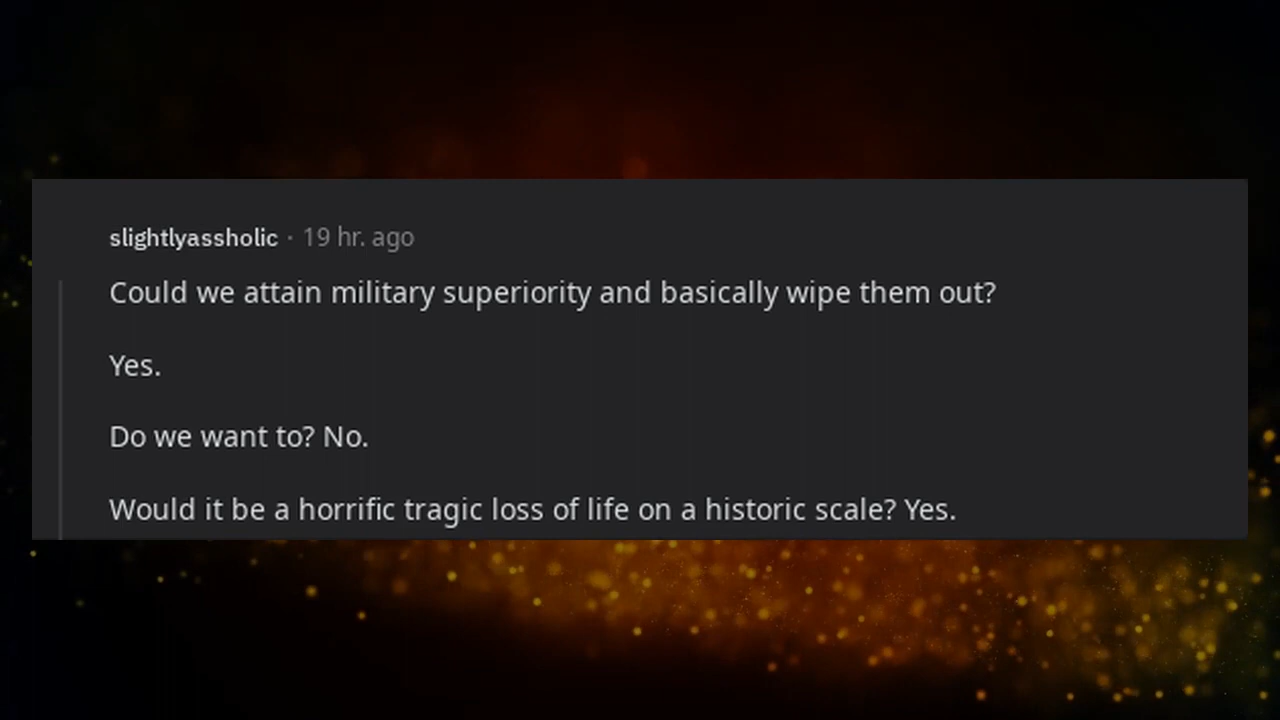 slightlyassholic · 19 hr. ago
Could we attain military superiority and basically wipe them out?
Yes.
Do we want to? No.
Would it be a horrific tragic loss of life on a historic scale? Yes.